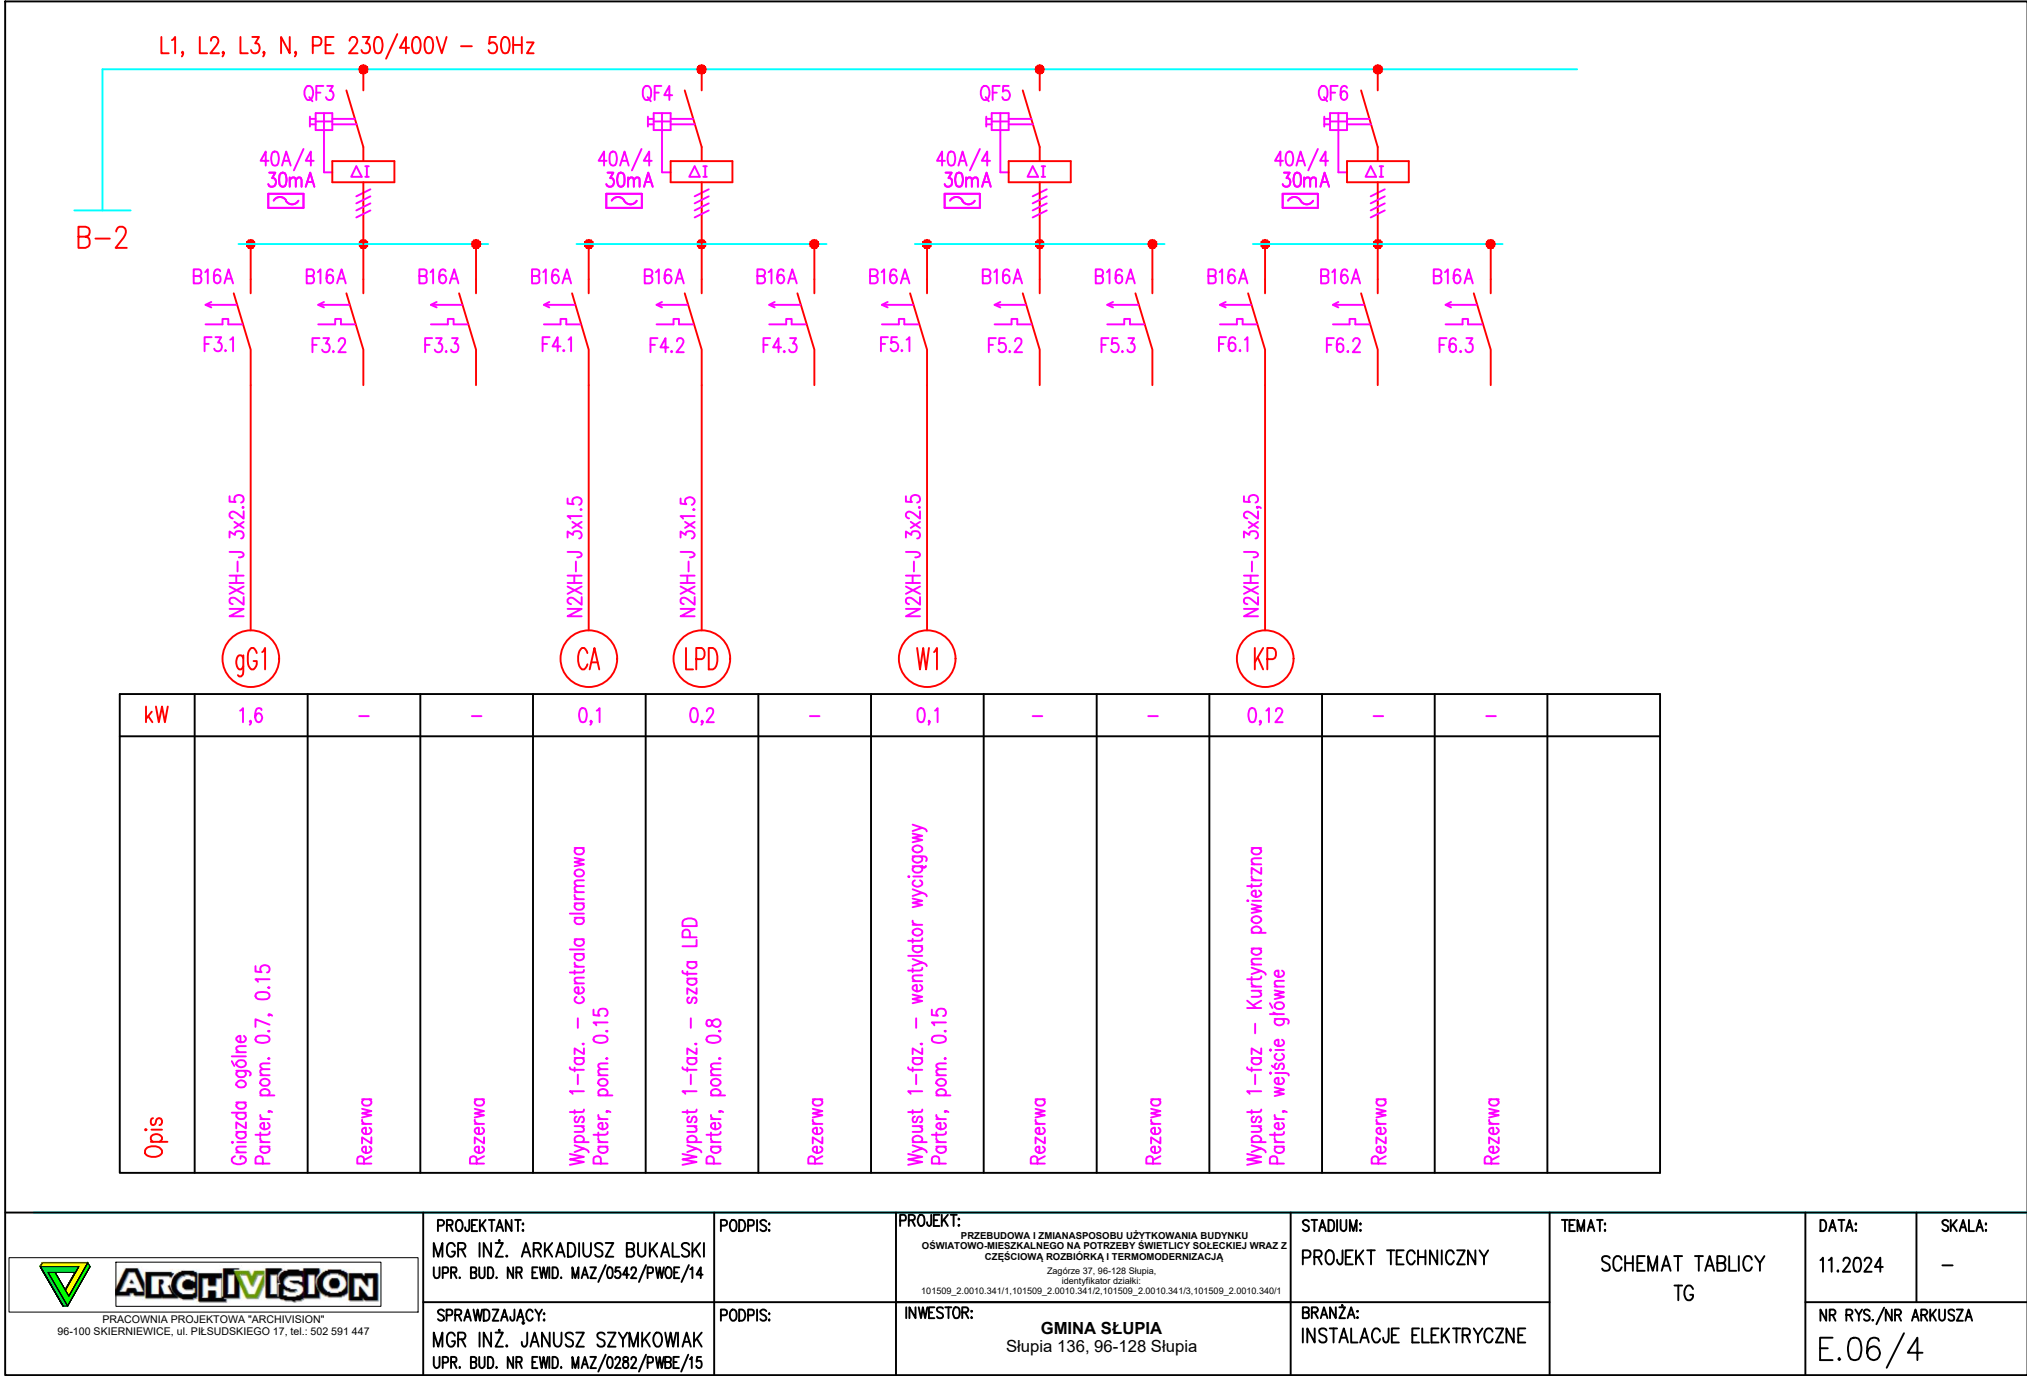 L1, L2, L3, N, PE 230/400V – 50Hz
QF3
QF4
QF5
QF6
40A/4
30mA
ΔI
40A/4
30mA
ΔI
40A/4
30mA
ΔI
40A/4
30mA
ΔI
B-2
B16A
B16A
B16A
B16A
B16A
B16A
B16A
B16A
B16A
B16A
B16A
B16A
F3.1
F3.2
F3.3
F4.1
F4.2
F4.3
F5.1
F5.2
F5.3
F6.1
F6.2
F6.3
N2XH-J 3x2.5
N2XH-J 3x1.5
N2XH-J 3x1.5
N2XH-J 3x2.5
N2XH-J 3x2,5
gG1
CA
LPD
W1
KP
kW
1,6
–
–
0,1
0,2
–
0,1
–
–
0,12
–
–
Opis
Gniazda ogólne
Parter, pom. 0.7, 0.15
Rezerwa
Rezerwa
Wypust 1-faz. – centrala alarmowa
Parter, pom. 0.15
Wypust 1-faz. – szafa LPD
Parter, pom. 0.8
Rezerwa
Wypust 1-faz. – wentylator wyciągowy
Parter, pom. 0.15
Rezerwa
Rezerwa
Wypust 1-faz – Kurtyna powietrzna
Parter, wejście główne
Rezerwa
Rezerwa
ARCHIVISION
PRACOWNIA PROJEKTOWA "ARCHIVISION"
96-100 SKIERNIEWICE, ul. PIŁSUDSKIEGO 17, tel.: 502 591 447
PROJEKTANT:
MGR INŻ. ARKADIUSZ BUKALSKI
UPR. BUD. NR EWID. MAZ/0542/PWOE/14
PODPIS:
SPRAWDZAJĄCY:
MGR INŻ. JANUSZ SZYMKOWIAK
UPR. BUD. NR EWID. MAZ/0282/PWBE/15
PODPIS:
PROJEKT:
PRZEBUDOWA I ZMIANASPOSOBU UŻYTKOWANIA BUDYNKU
OŚWIATOWO-MIESZKALNEGO NA POTRZEBY ŚWIETLICY SOŁECKIEJ WRAZ Z
CZĘŚCIOWĄ ROZBIÓRKĄ I TERMOMODERNIZACJĄ
Zagórze 37, 96-128 Słupia,
identyfikator działki:
101509_2.0010.341/1,101509_2.0010.341/2,101509_2.0010.341/3,101509_2.0010.340/1
INWESTOR:
GMINA SŁUPIA
Słupia 136, 96-128 Słupia
STADIUM:
PROJEKT TECHNICZNY
BRANŻA:
INSTALACJE ELEKTRYCZNE
TEMAT:
SCHEMAT TABLICY
TG
DATA:
11.2024
SKALA:
–
NR RYS./NR ARKUSZA
E.06/4